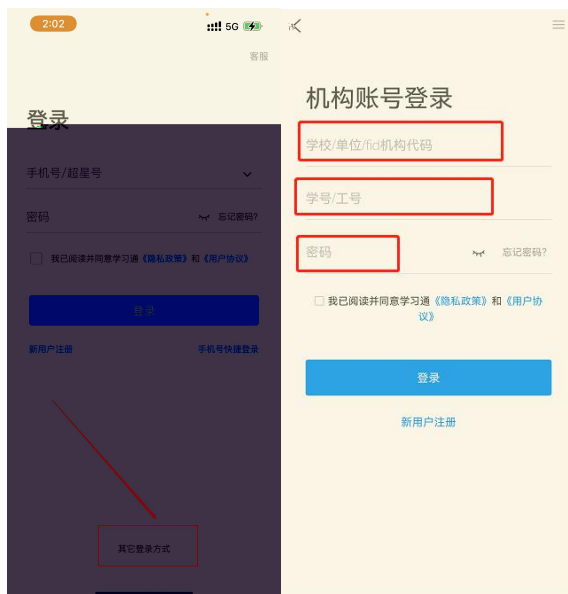 2:02
5G
客服
登录
手机号/超星号
密码
忘记密码?
我已阅读并同意学习通《隐私政策》和《用户协议》
登录
新用户注册
手机号快捷登录
其它登录方式
机构账号登录
学校/单位/fid机构代码
学号/工号
密码
忘记密码?
我已阅读并同意学习通《隐私政策》和《用户协
议》
登录
新用户注册